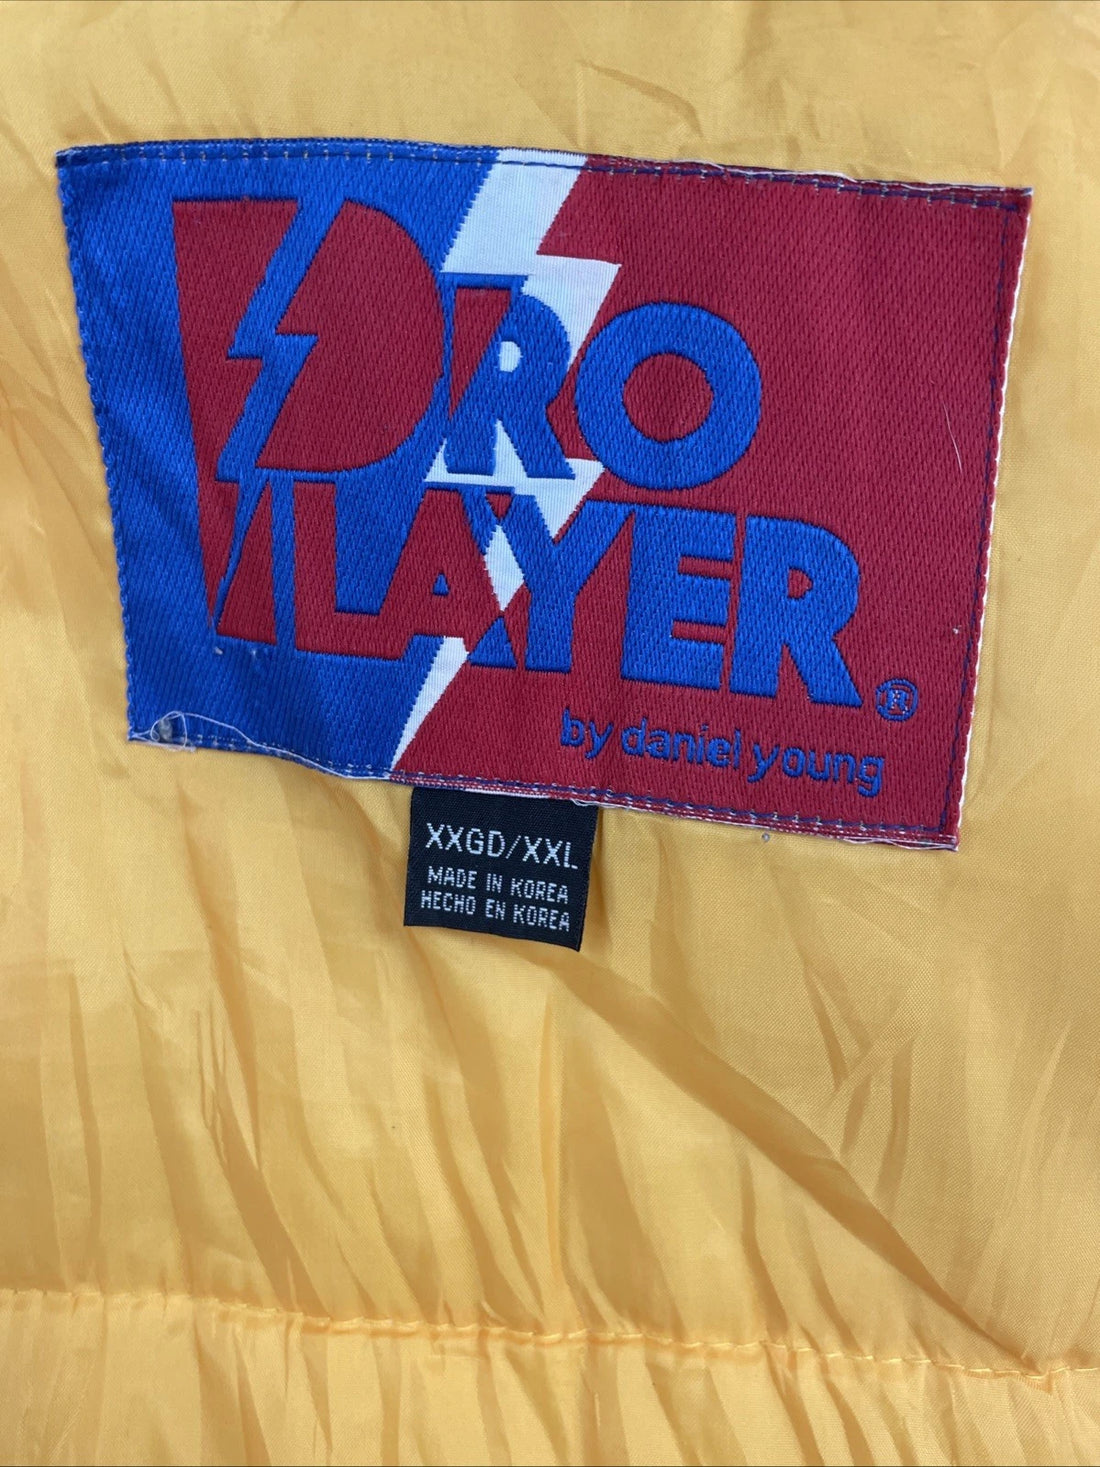 PRO
PLAYER®
by daniel young
XXGD/XXL
MADE IN KOREA
HECHO EN KOREA